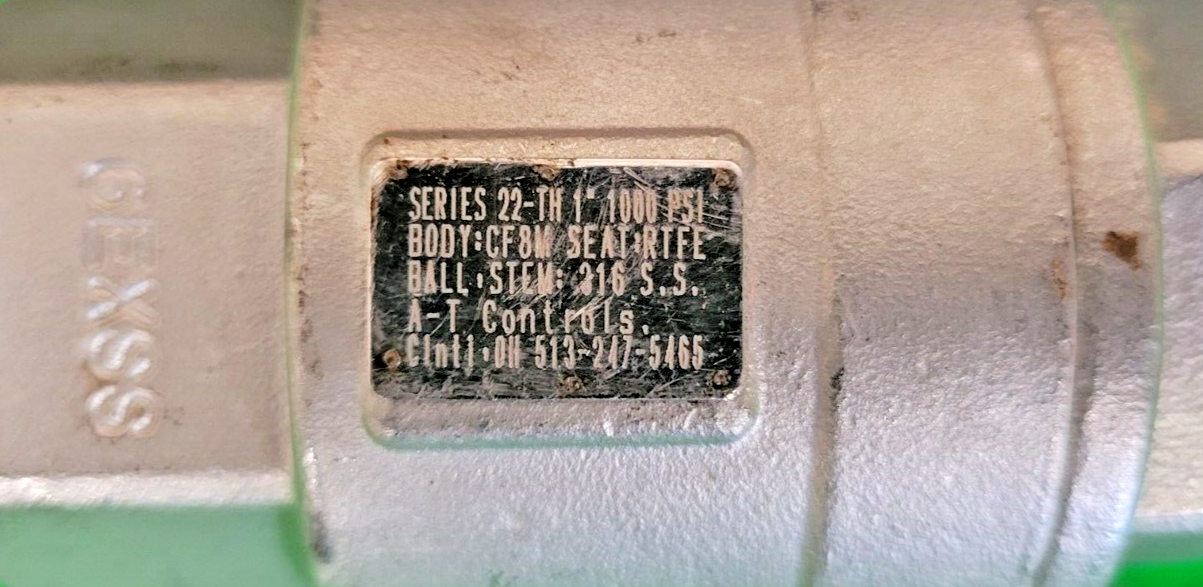 GEXSS
SERIES 22-TH 1" 1000 PSI
BODY:CF8M SEAT:RTFE
BALL,STEM: 316 S.S.
A-T Controls.
Cinti,OH 513-247-5465